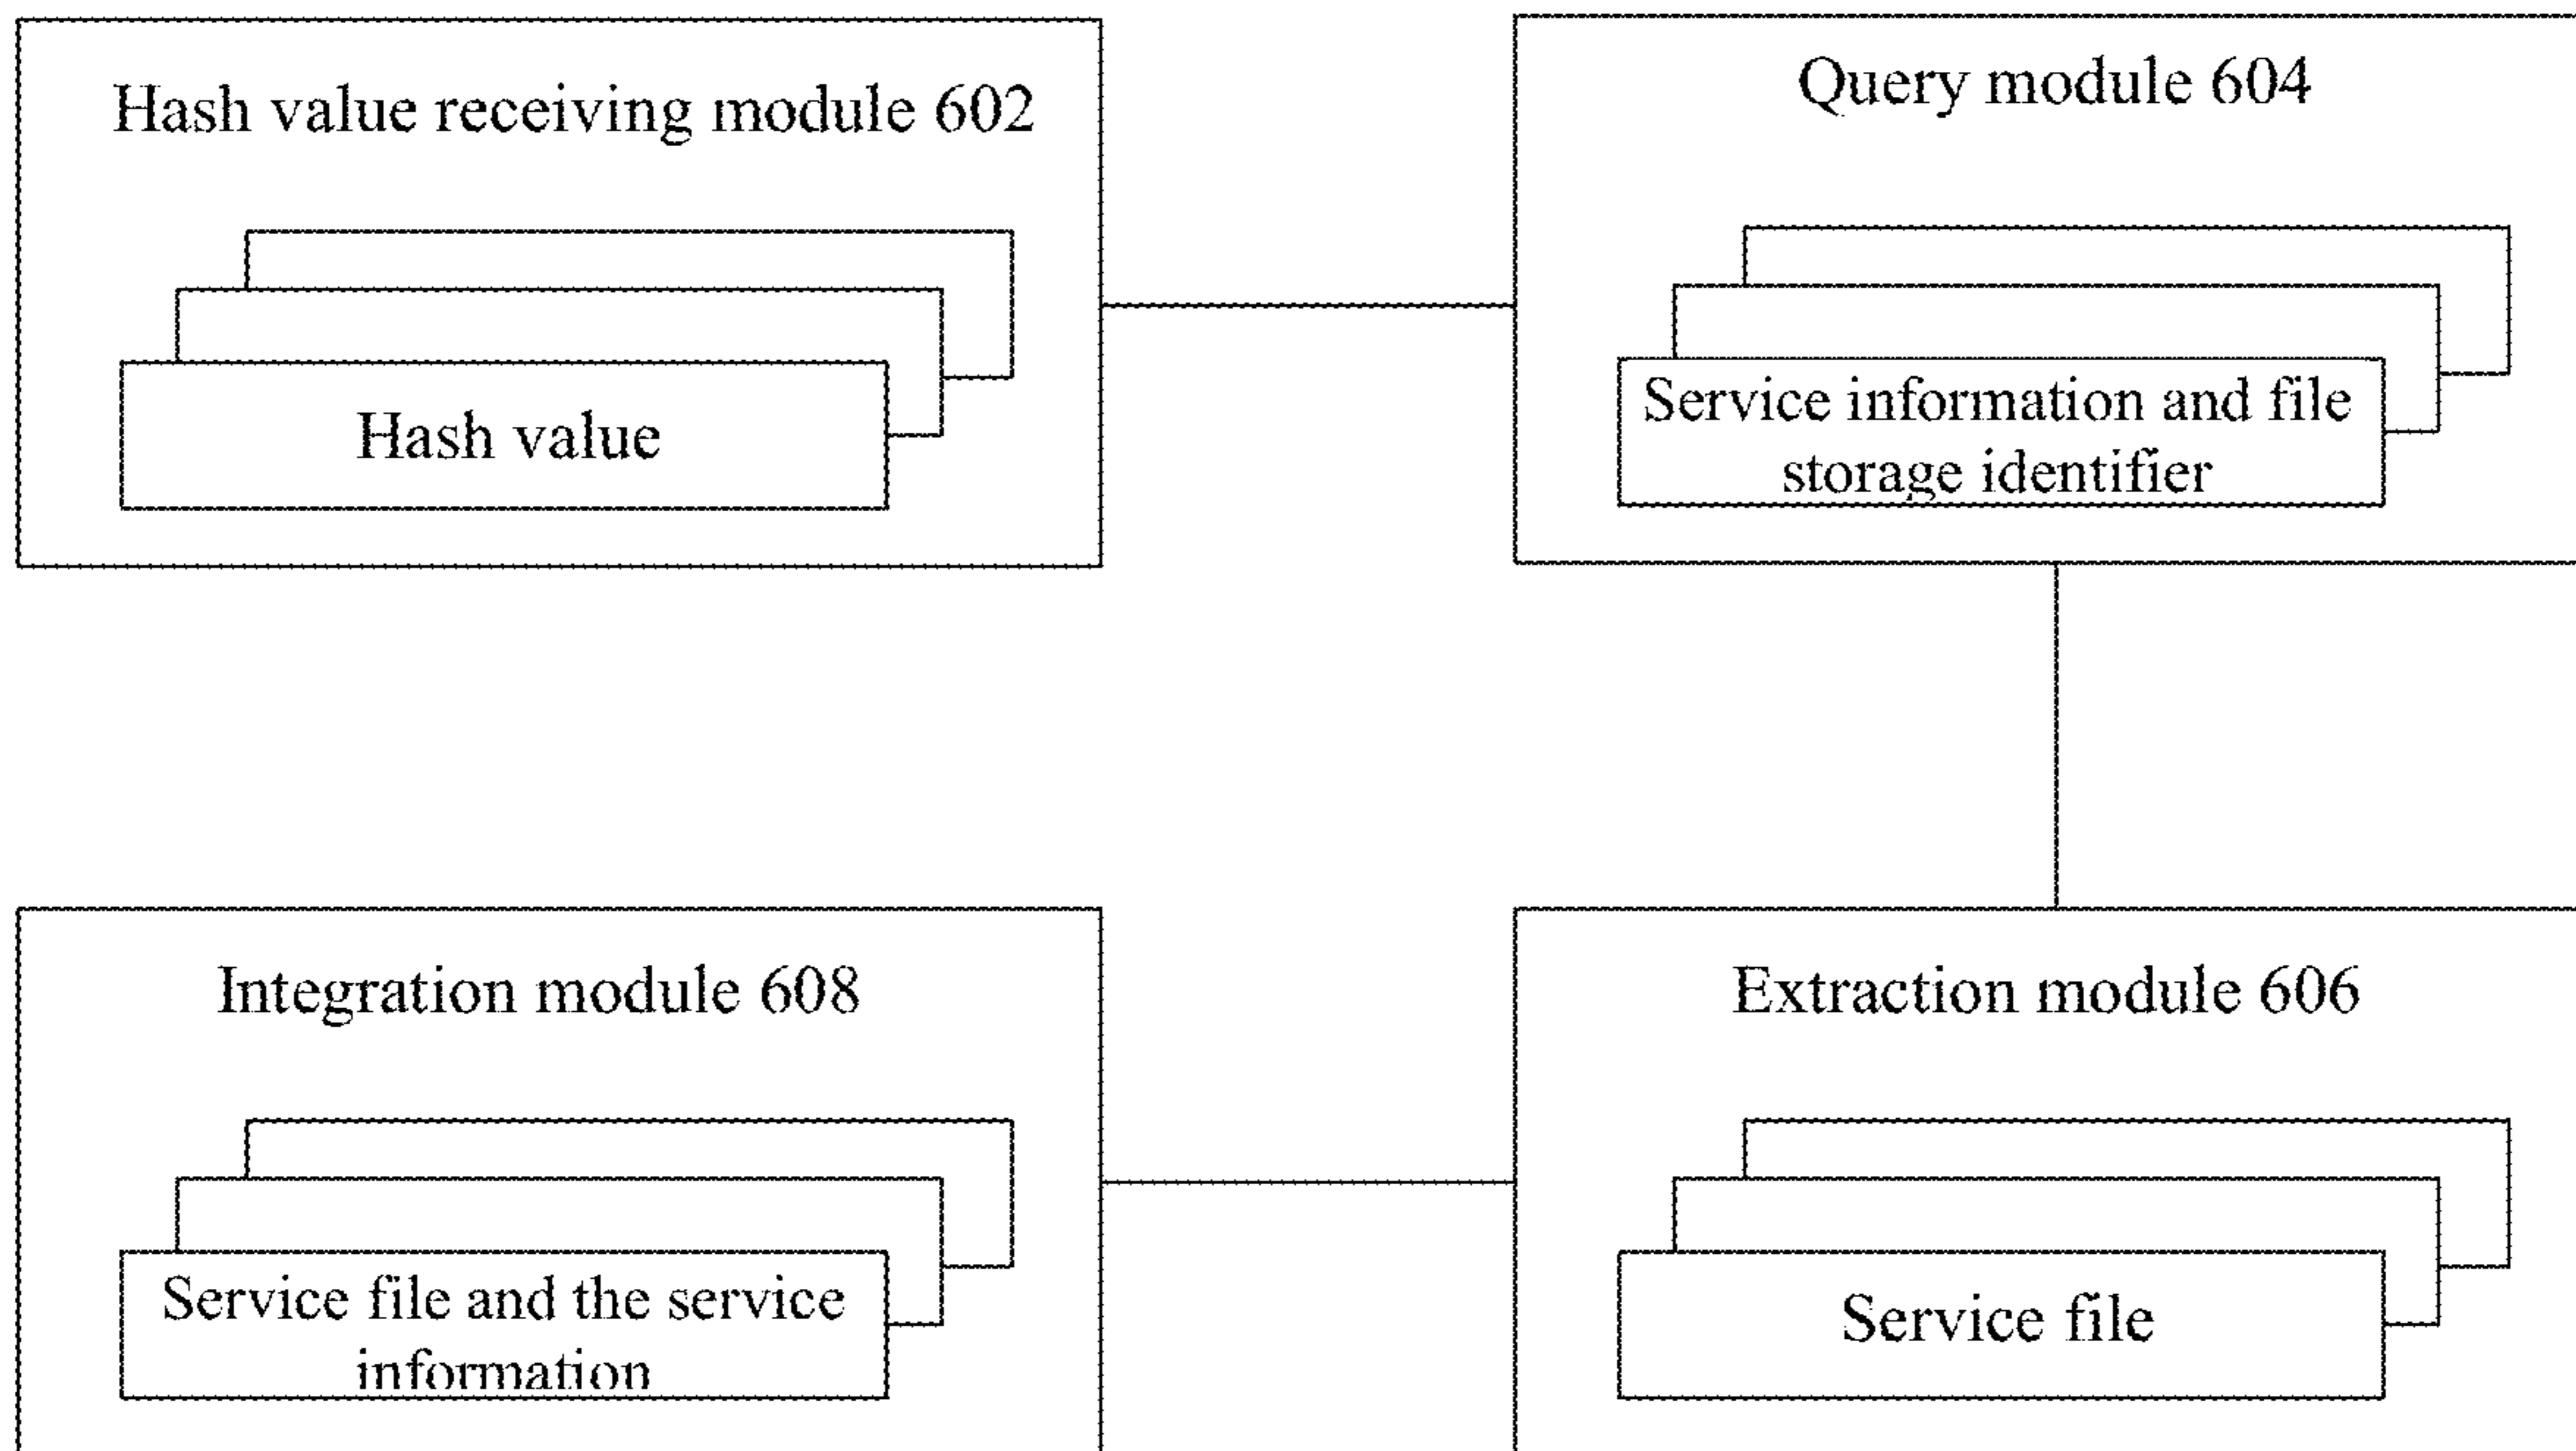 Hash value receiving module 602
Hash value
Query module 604
Service information and file
storage identifier
Integration module 608
Service file and the service
information
Extraction module 606
Service file